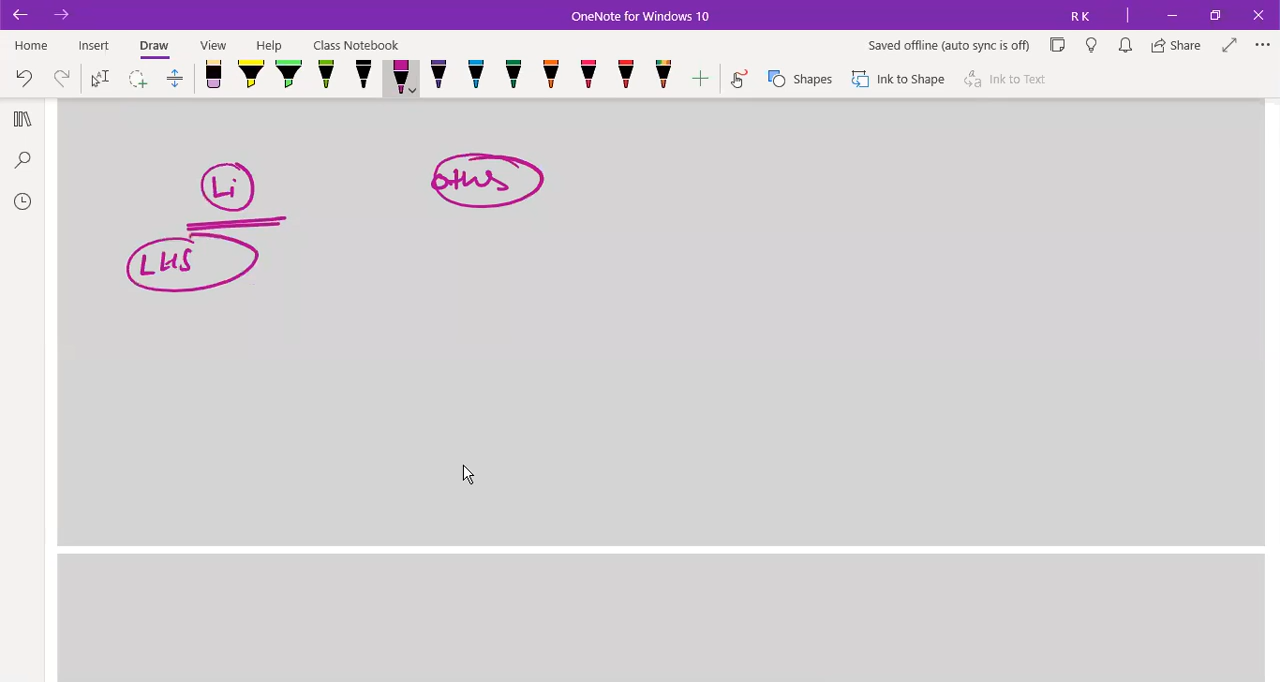 OneNote for Windows 10
R K
Home Insert Draw View Help Class Notebook
Saved offline (auto sync is off) Share
Shapes Ink to Shape Ink to Text
Li
LHS